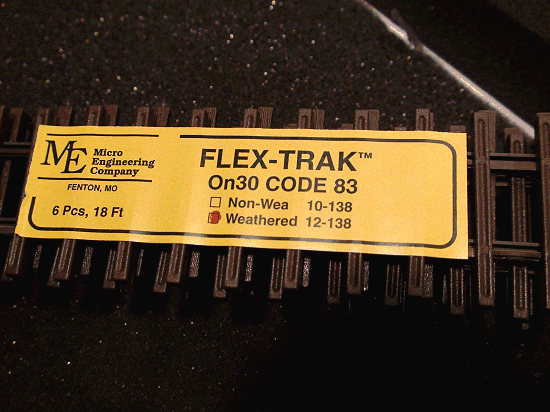 ME Micro
Engineering
Company
FENTON, MO
6 Pcs, 18 Ft
FLEX-TRAK™
On30 CODE 83
Non-Wea 10-138
Weathered 12-138